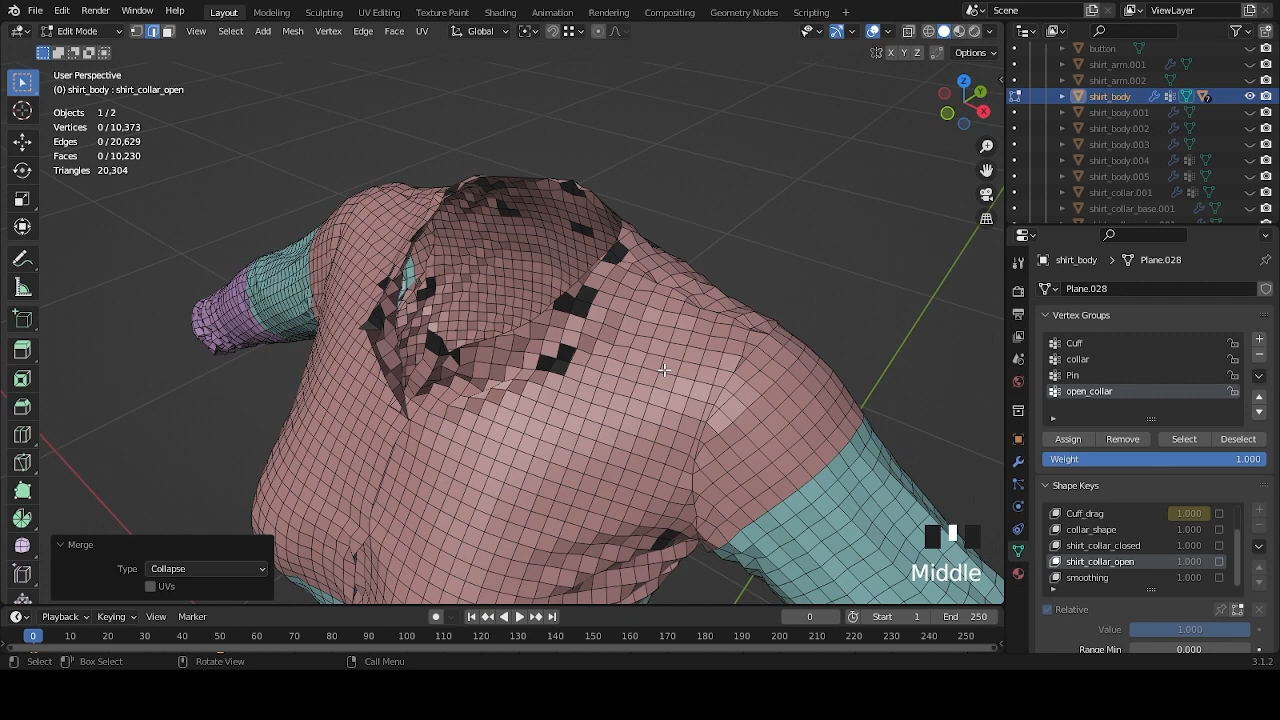 File Edit Render Window Help Layout Modeling Sculpting UV Editing Texture Paint Shading Animation Rendering Compositing Geometry Nodes Scripting + Scene ViewLayer
Edit Mode View Select Add Mesh Vertex Edge Face UV Global
X Y Z Options
User Perspective
(0) shirt_body : shirt_collar_open
Objects 1/2
Vertices 0/10,373
Edges 0/20,629
Faces 0/10,230
Triangles 20,304
Z
Y
X
button
shirt_arm.001
shirt_arm.002
shirt_body 7
shirt_body.001
shirt_body.002
shirt_body.003
shirt_body.004
shirt_body.005
shirt_collar.001
shirt_collar_base.001
shirt_body > Plane.028
Plane.028
Vertex Groups
Cuff
collar
Pin
open_collar
Assign Remove Select Deselect
Weight 1.000
Shape Keys
Cuff_drag 1.000
collar_shape 1.000
shirt_collar_closed 1.000
shirt_collar_open 1.000
smoothing 1.000
Relative
Value 1.000
Range Min 0.000
Merge
Type Collapse
UVs
Middle
Playback Keying View Marker 0 Start 1 End 250
0 10 20 30 40 50 60 70 80 90 100 110 120 130 140 150 160 170 180 190 200 210 220 230 240 250
Select Box Select Rotate View Call Menu 3.1.2